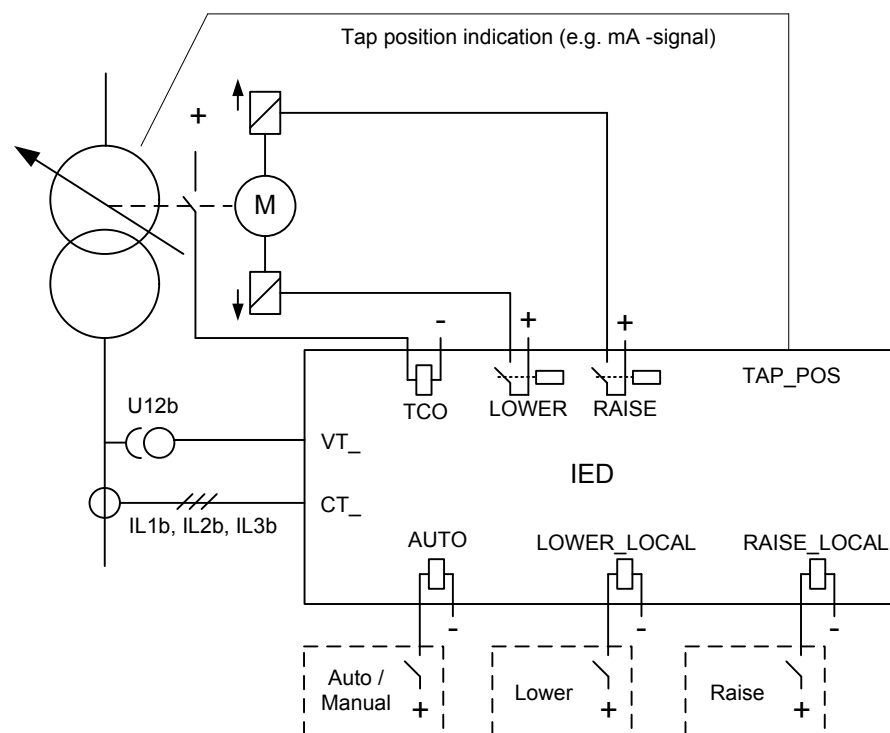 Tap position indication (e.g. mA -signal)
+
M
-
+
+
TCO
LOWER
RAISE
TAP_POS
U12b
VT_
IED
CT_
IL1b, IL2b, IL3b
AUTO
LOWER_LOCAL
RAISE_LOCAL
-
-
-
Auto /
Manual
+
Lower
+
Raise
+